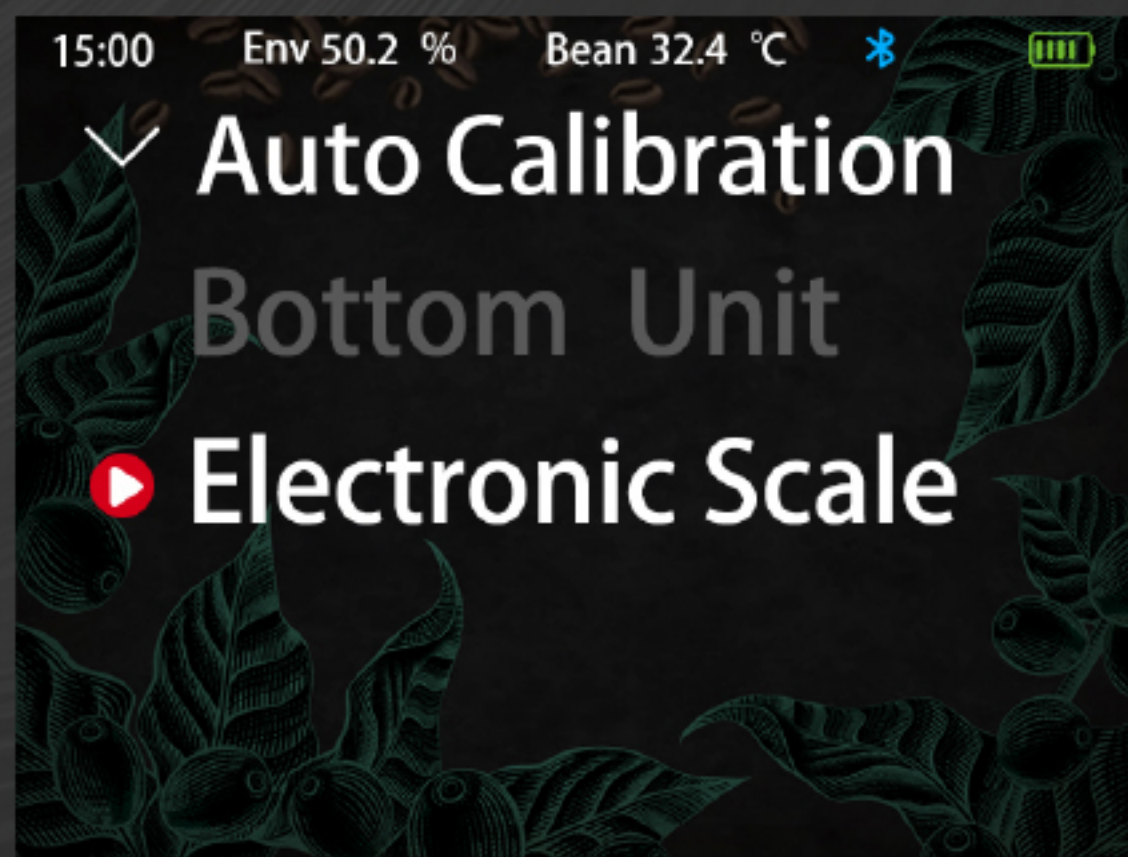 15:00 Env 50.2 % Bean 32.4 ℃
Auto Calibration
Bottom Unit
Electronic Scale